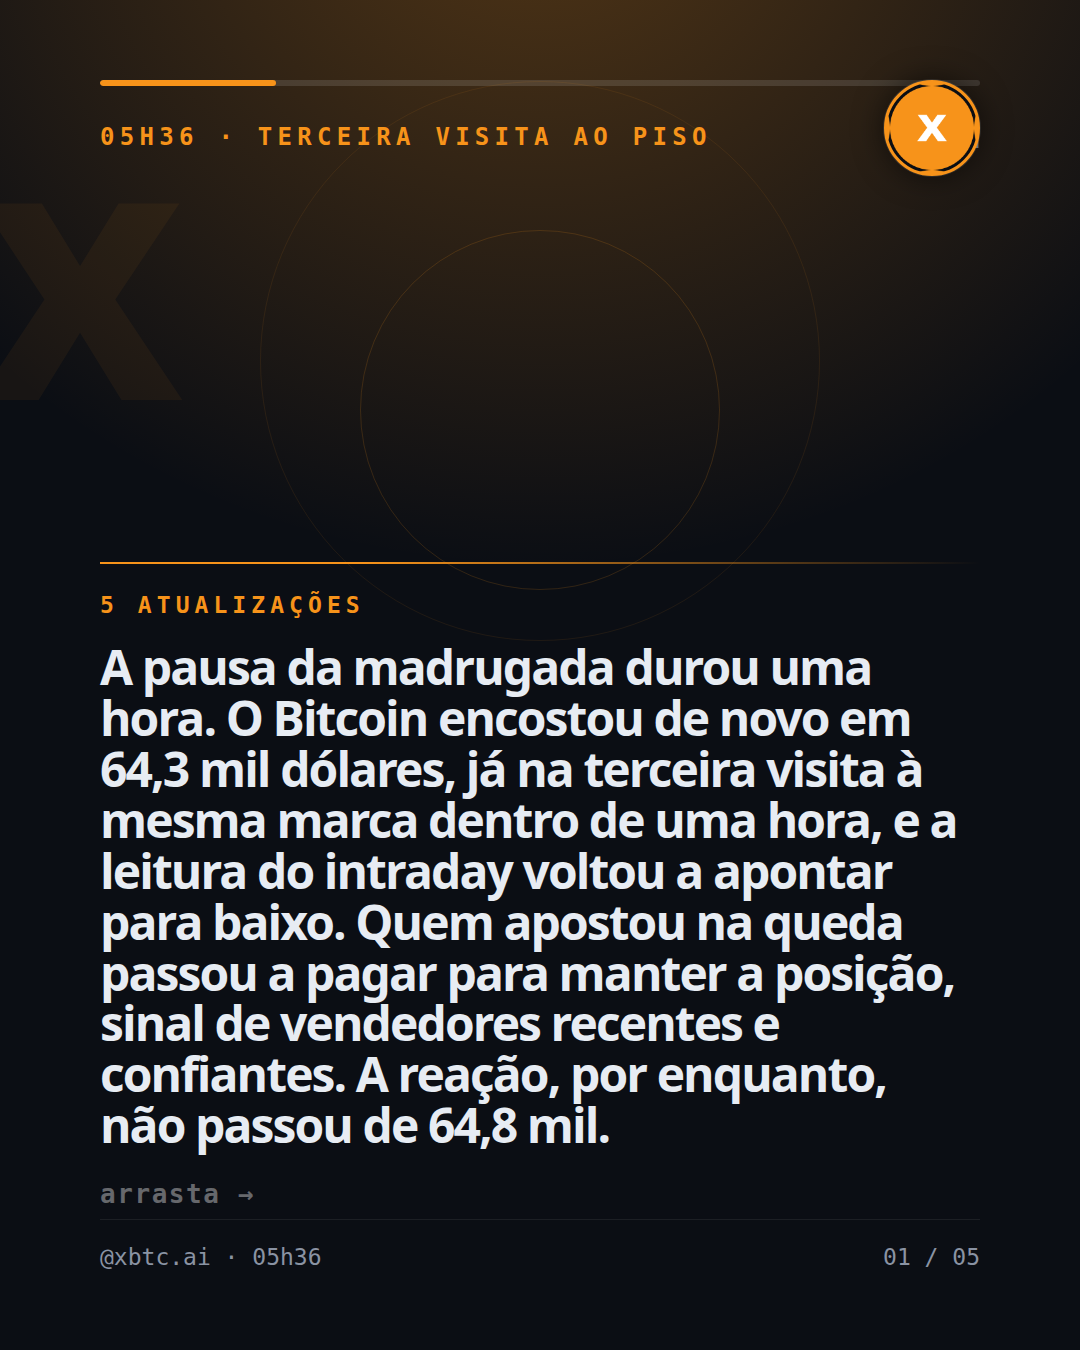 05H36 · TERCEIRA VISITA AO PISO
X
X
5 ATUALIZAÇÕES
A pausa da madrugada durou uma
hora. O Bitcoin encostou de novo em
64,3 mil dólares, já na terceira visita à
mesma marca dentro de uma hora, e a
leitura do intraday voltou a apontar
para baixo. Quem apostou na queda
passou a pagar para manter a posição,
sinal de vendedores recentes e
confiantes. A reação, por enquanto,
não passou de 64,8 mil.
arrasta →
@xbtc.ai · 05h36
01 / 05